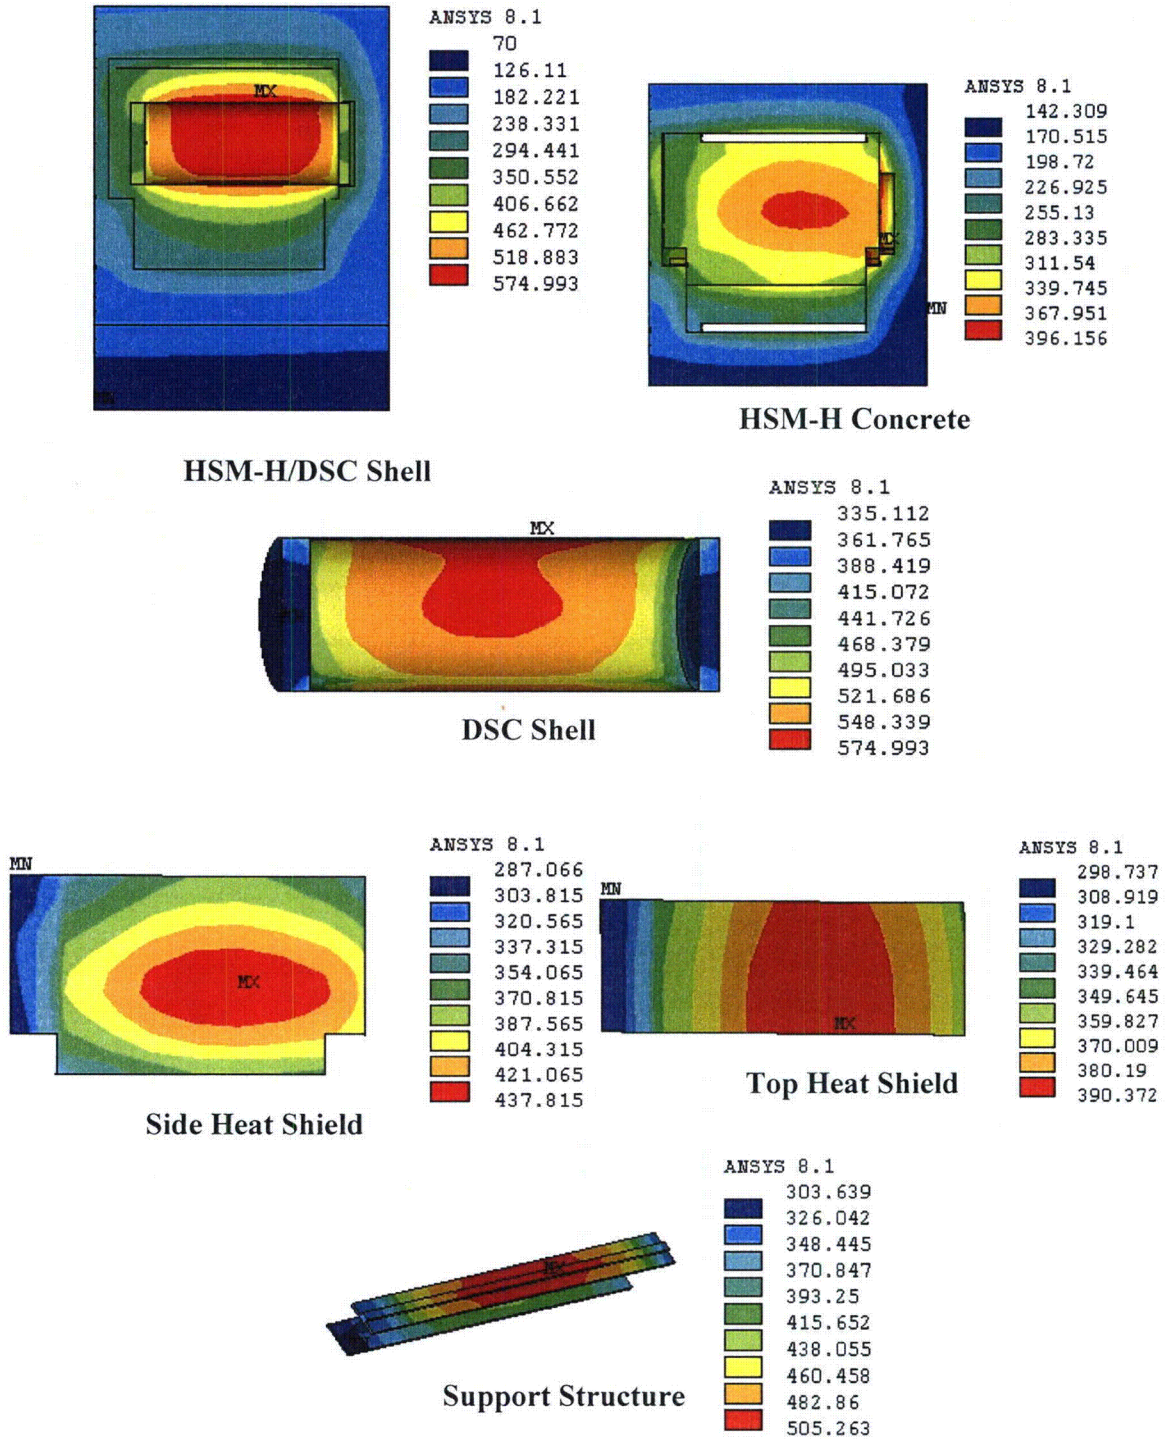 ANSYS 8.1
70
126.11
182.221
238.331
294.441
350.552
406.662
462.772
518.883
574.993
MX
HSM-H/DSC Shell
ANSYS 8.1
142.309
170.515
198.72
226.925
255.13
283.335
311.54
339.745
367.951
396.156
MX
MN
HSM-H Concrete
ANSYS 8.1
335.112
361.765
388.419
415.072
441.726
468.379
495.033
521.686
548.339
574.993
MX
DSC Shell
MN
MX
ANSYS 8.1
287.066
303.815
320.565
337.315
354.065
370.815
387.565
404.315
421.065
437.815
Side Heat Shield
MN
MX
ANSYS 8.1
298.737
308.919
319.1
329.282
339.464
349.645
359.827
370.009
380.19
390.372
Top Heat Shield
ANSYS 8.1
303.639
326.042
348.445
370.847
393.25
415.652
438.055
460.458
482.86
505.263
MX
Support Structure